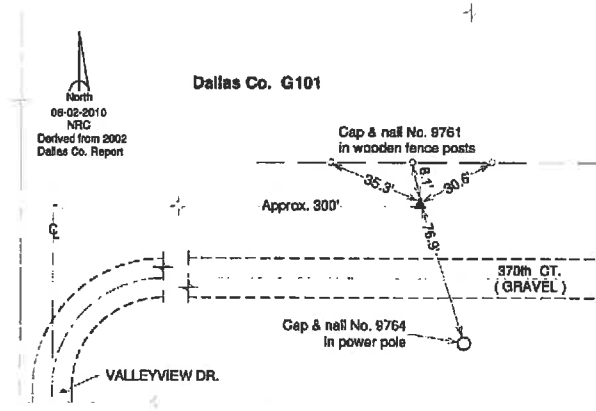 Dallas Co. G101
North
06-02-2010
NRC
Derived from 2002
Dallas Co. Report
Cap & nail No. 9761
in wooden fence posts
35.3'
8.1'
30.6'
Approx. 300'
76.9'
℄
370th CT.
(GRAVEL)
Cap & nail No. 9764
in power pole
VALLEYVIEW DR.